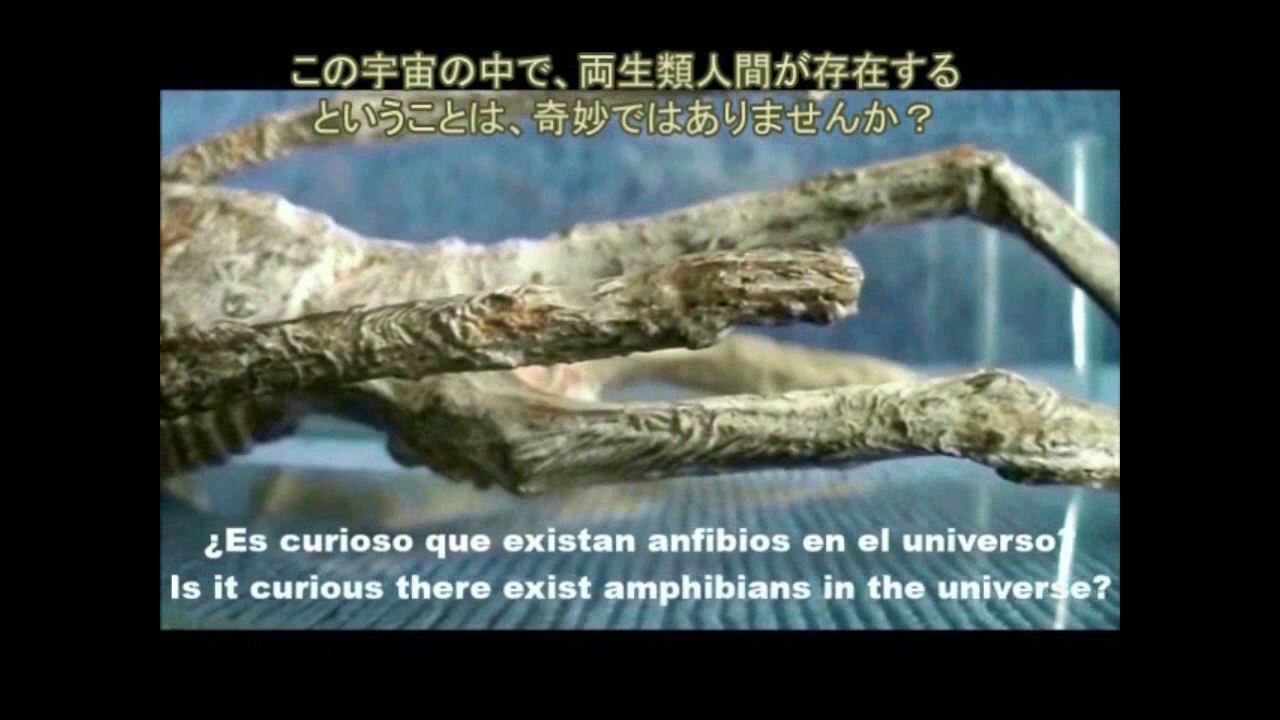 この宇宙の中で、両生類人間が存在する
ということは、奇妙ではありませんか？
¿Es curioso que existan anfibios en el universo?
Is it curious there exist amphibians in the universe?